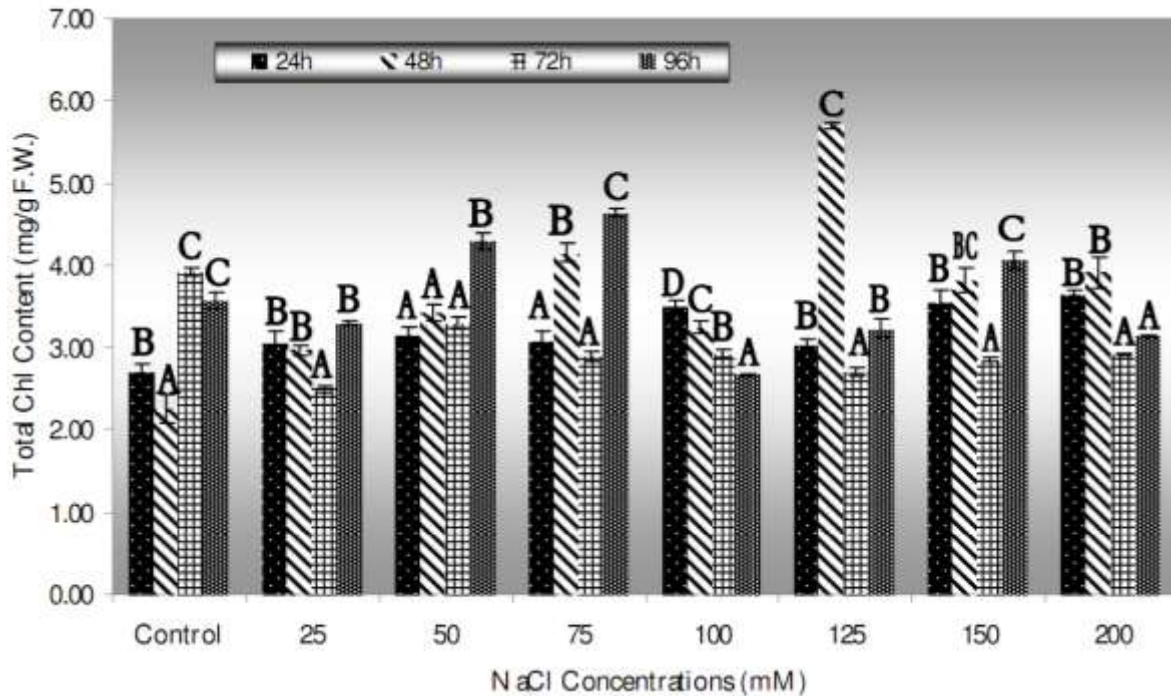 7.00
6.00
5.00
4.00
3.00
2.00
1.00
0.00
Total Chl Content (mg/g F.W.)
24h 48h 72h 96h
B A C C
B B A B
A A A B
A B A C
D C B A
B C A B
B BC A C
B B A A
Control 25 50 75 100 125 150 200
NaCl Concentrations (mM)